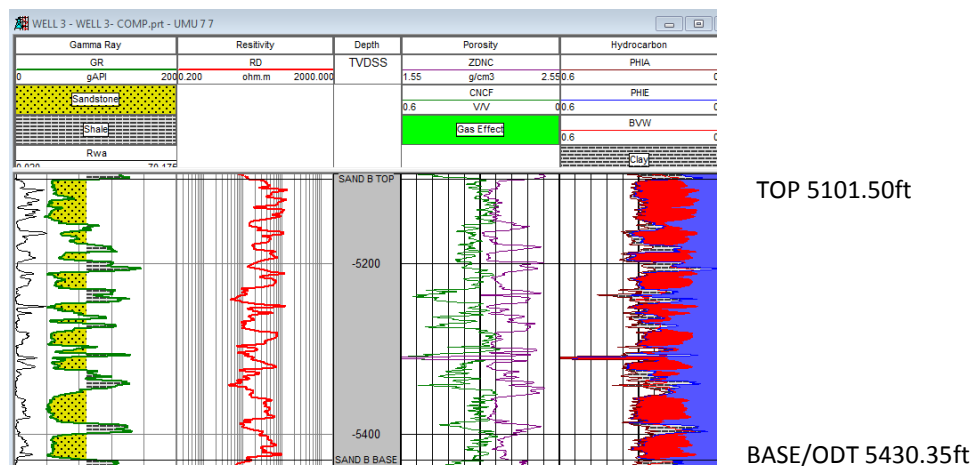 WELL 3 - WELL 3- COMP.prt - UMU 7 7
Gamma Ray Resitivity Depth Porosity Hydrocarbon
GR RD TVDSS ZDNC PHIA
0 gAPI 200 0.200 ohm.m 2000.000 1.55 g/cm3 2.55 0.6 0
Sandstone CNCF PHIE
0.6 V/V 0 0.6 0
Shale Gas Effect BVW
0.6 0
Rwa Clay
SAND B TOP TOP 5101.50ft
-5200
-5400
SAND B BASE BASE/ODT 5430.35ft